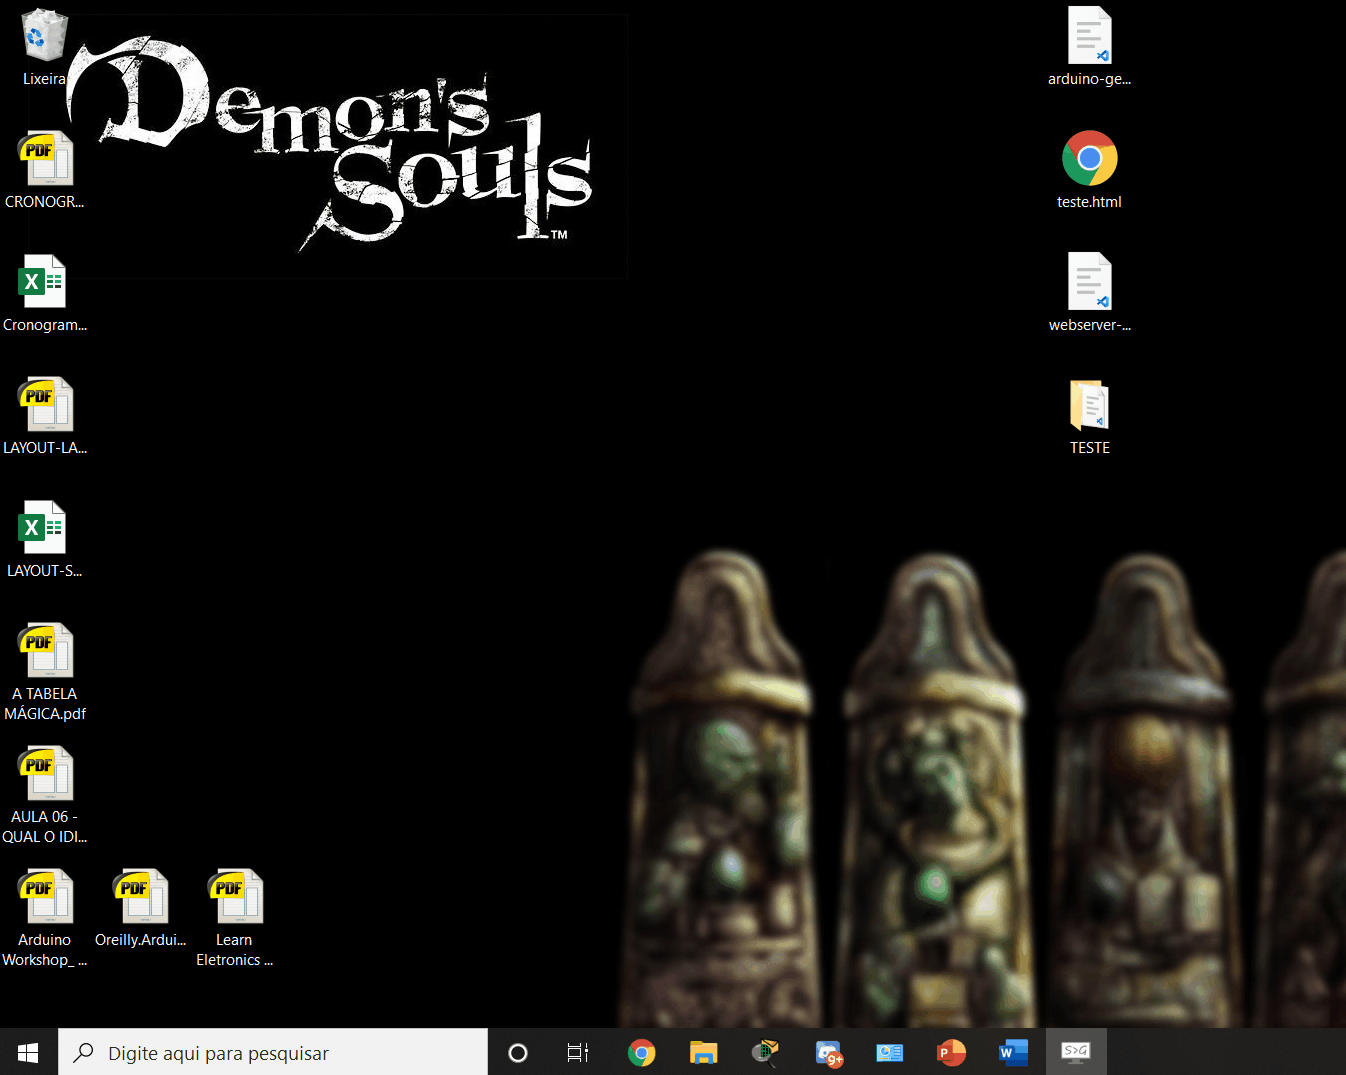 Demon's
Souls™
Lixeira
PDF
CRONOGR...
X
Cronogram...
PDF
LAYOUT-LA...
X
LAYOUT-S...
PDF
A TABELA
MÁGICA.pdf
PDF
AULA 06 -
QUAL O IDI...
PDF
Arduino
Workshop_ ...
PDF
Oreilly.Ardui...
PDF
Learn
Eletronics ...
arduino-ge...
teste.html
webserver-...
TESTE
Digite aqui para pesquisar
g+
P
W
S>G